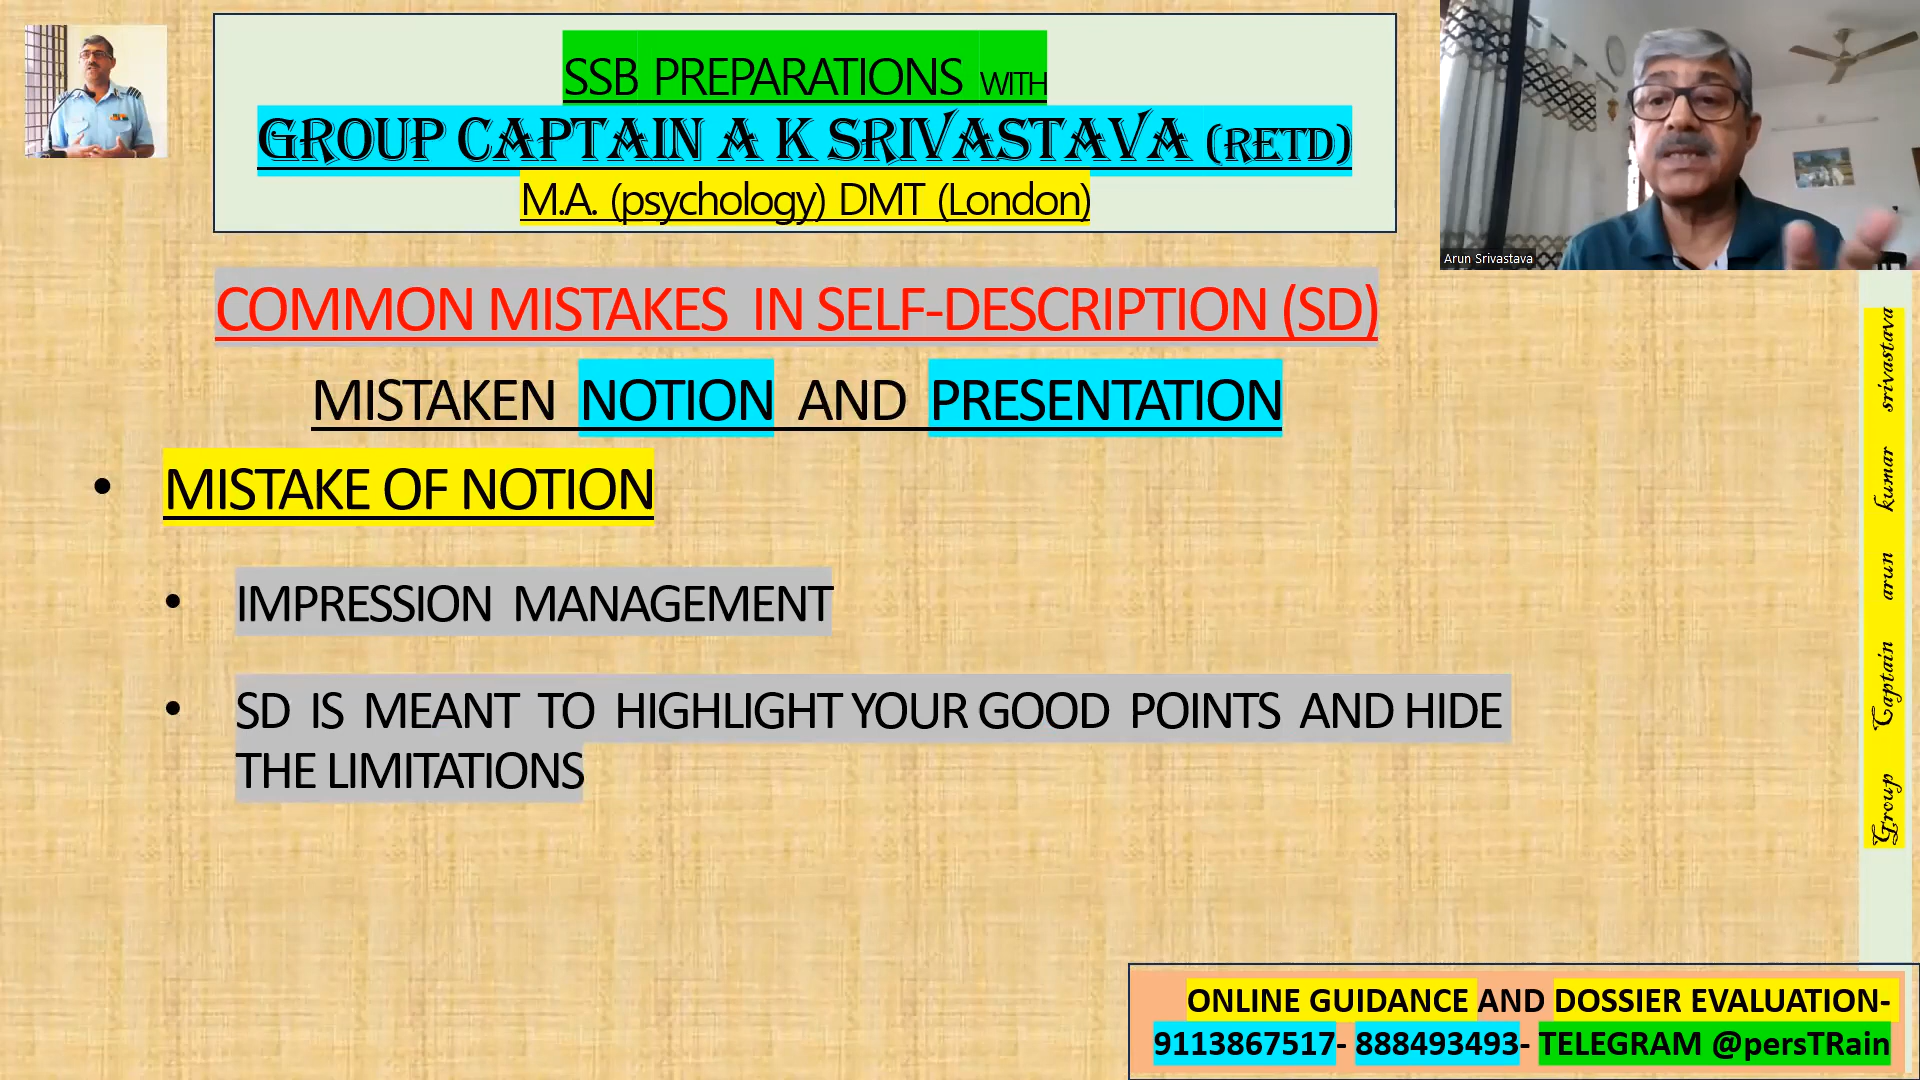 SSB PREPARATIONS WITH
GROUP CAPTAIN A K SRIVASTAVA (RETD)
M.A. (psychology) DMT (London)
Arun Srivastava
COMMON MISTAKES IN SELF-DESCRIPTION (SD)
MISTAKEN NOTION AND PRESENTATION
• MISTAKE OF NOTION
• IMPRESSION MANAGEMENT
• SD IS MEANT TO HIGHLIGHT YOUR GOOD POINTS AND HIDE
THE LIMITATIONS
Group Captain arun kumar srivastava
ONLINE GUIDANCE AND DOSSIER EVALUATION-
9113867517- 888493493- TELEGRAM @persTRain